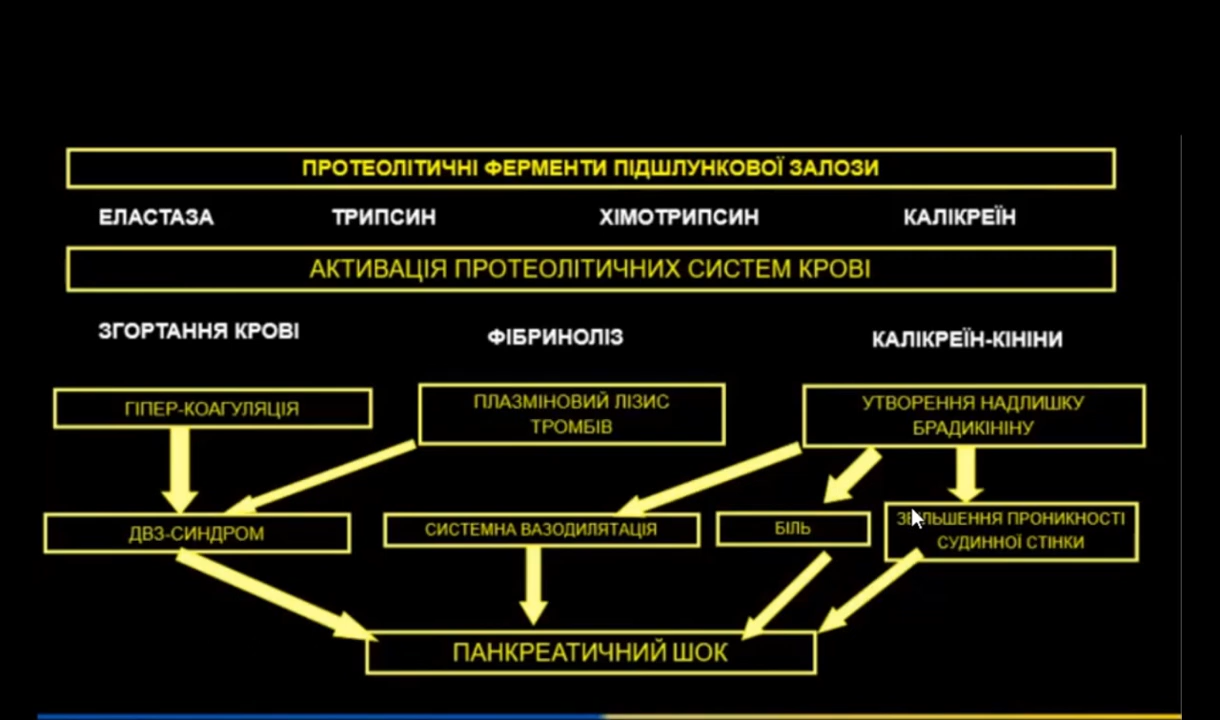 ПРОТЕОЛІТИЧНІ ФЕРМЕНТИ ПІДШЛУНКОВОЇ ЗАЛОЗИ
ЕЛАСТАЗА ТРИПСИН ХІМОТРИПСИН КАЛІКРЕЇН
АКТИВАЦІЯ ПРОТЕОЛІТИЧНИХ СИСТЕМ КРОВІ
ЗГОРТАННЯ КРОВІ ФІБРИНОЛІЗ КАЛІКРЕЇН-КІНІНИ
ГІПЕР-КОАГУЛЯЦІЯ
ПЛАЗМІНОВИЙ ЛІЗИС
ТРОМБІВ
УТВОРЕННЯ НАДЛИШКУ
БРАДИКІНІНУ
ДВЗ-СИНДРОМ
СИСТЕМНА ВАЗОДИЛЯТАЦІЯ
БІЛЬ
ЗБІЛЬШЕННЯ ПРОНИКНОСТІ
СУДИННОЇ СТІНКИ
ПАНКРЕАТИЧНИЙ ШОК